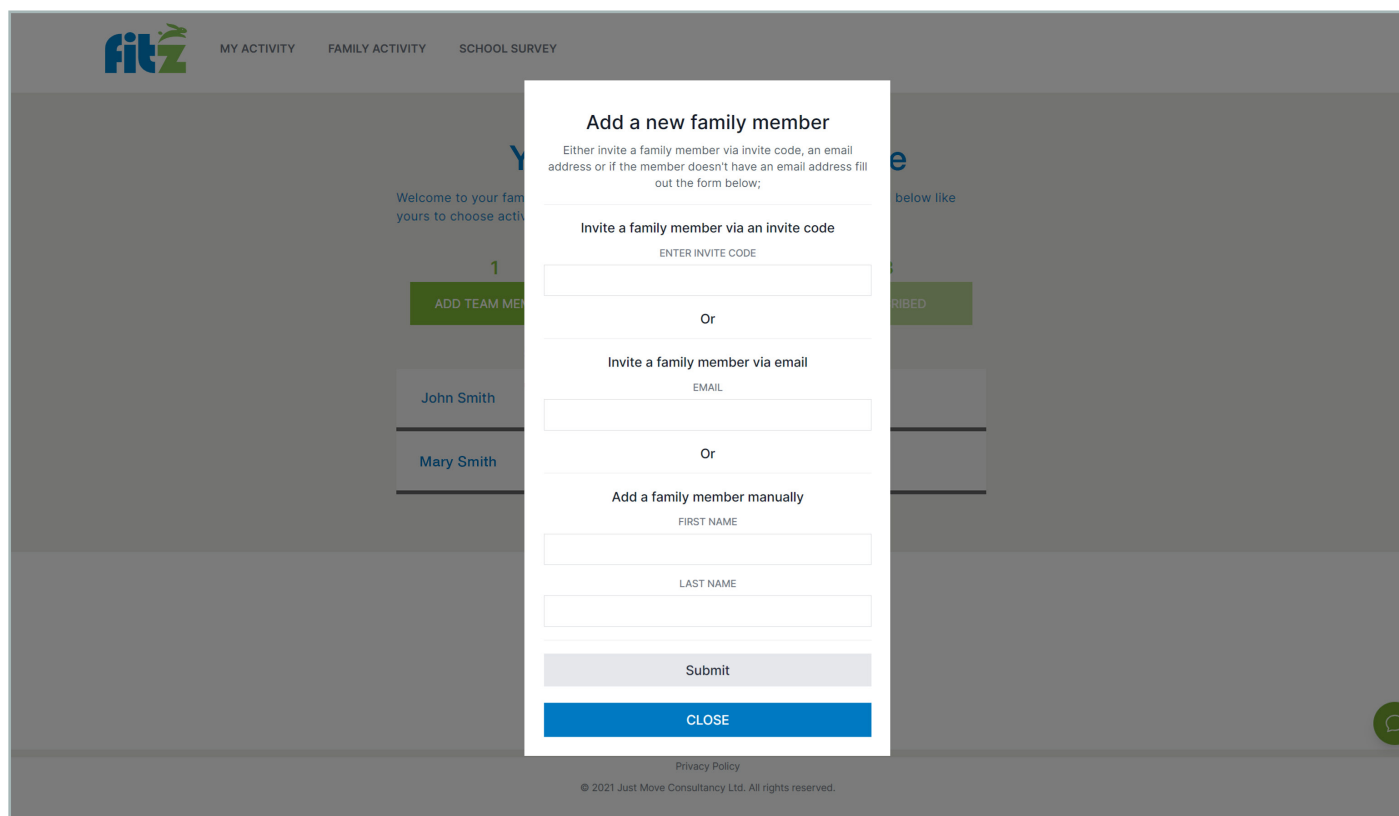 fitz
MY ACTIVITY FAMILY ACTIVITY SCHOOL SURVEY
Add a new family member
Either invite a family member via invite code, an email
address or if the member doesn't have an email address fill
out the form below;
Y e
Welcome to your fam below like
yours to choose activ
Invite a family member via an invite code
ENTER INVITE CODE
1
ADD TEAM MEM RIBED
Or
Invite a family member via email
EMAIL
John Smith
Or
Mary Smith
Add a family member manually
FIRST NAME
LAST NAME
Submit
CLOSE
Privacy Policy
© 2021 Just Move Consultancy Ltd. All rights reserved.